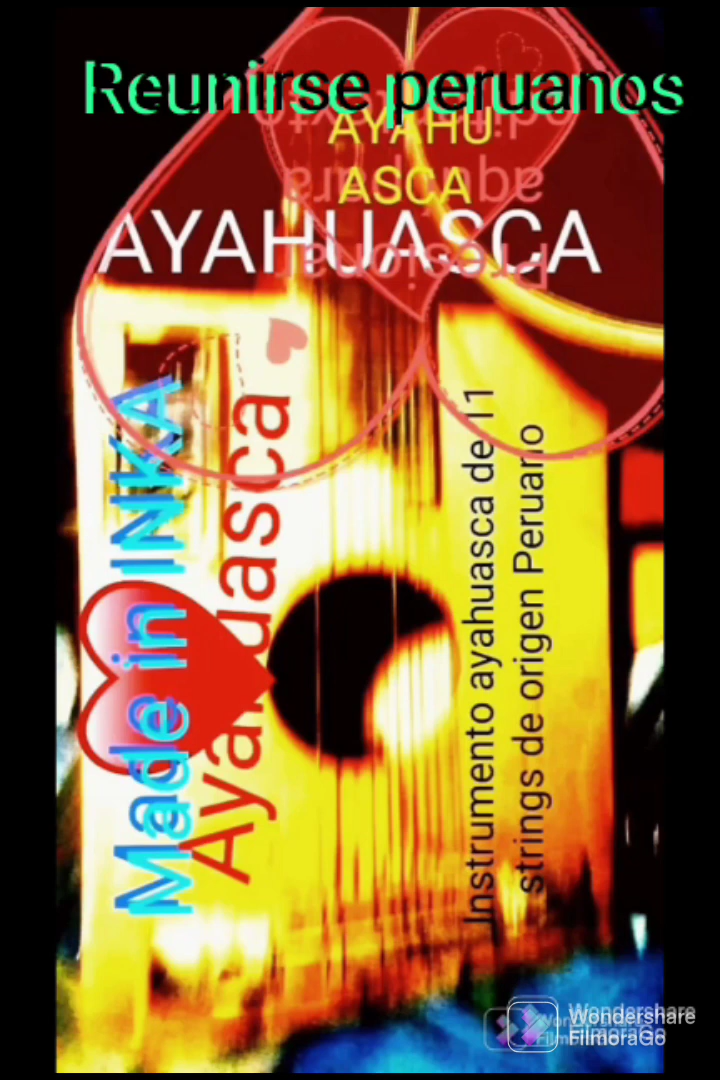 Reunirse peruanos
AYAHU
ASCA
AYAHUASCA
Made in INKA
Ayahuasca
Instrumento ayahuasca de 11
strings de origen Peruano
Wondershare
FilmoraGo